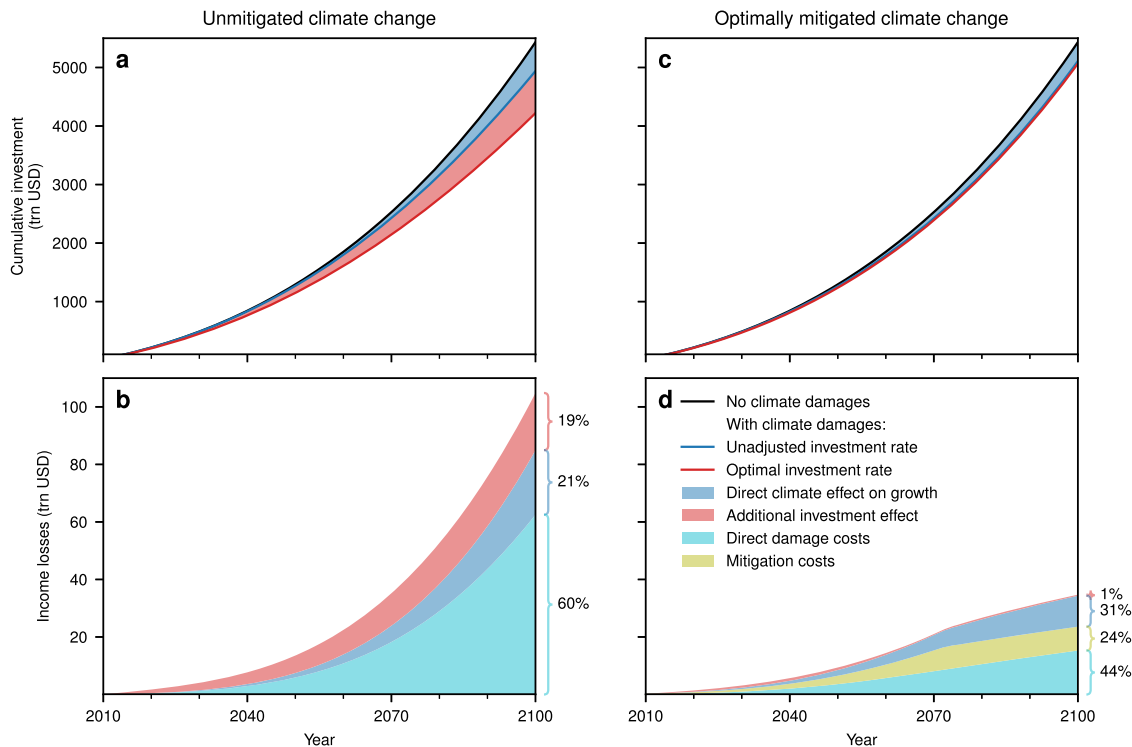 Unmitigated climate change
Optimally mitigated climate change
a
c
5000
4000
3000
2000
1000
Cumulative investment
(trn USD)
b
100
80
60
40
20
Income losses (trn USD)
19%
21%
60%
2010
2040
2070
2100
Year
d
No climate damages
With climate damages:
Unadjusted investment rate
Optimal investment rate
Direct climate effect on growth
Additional investment effect
Direct damage costs
Mitigation costs
1%
31%
24%
44%
2010
2040
2070
2100
Year